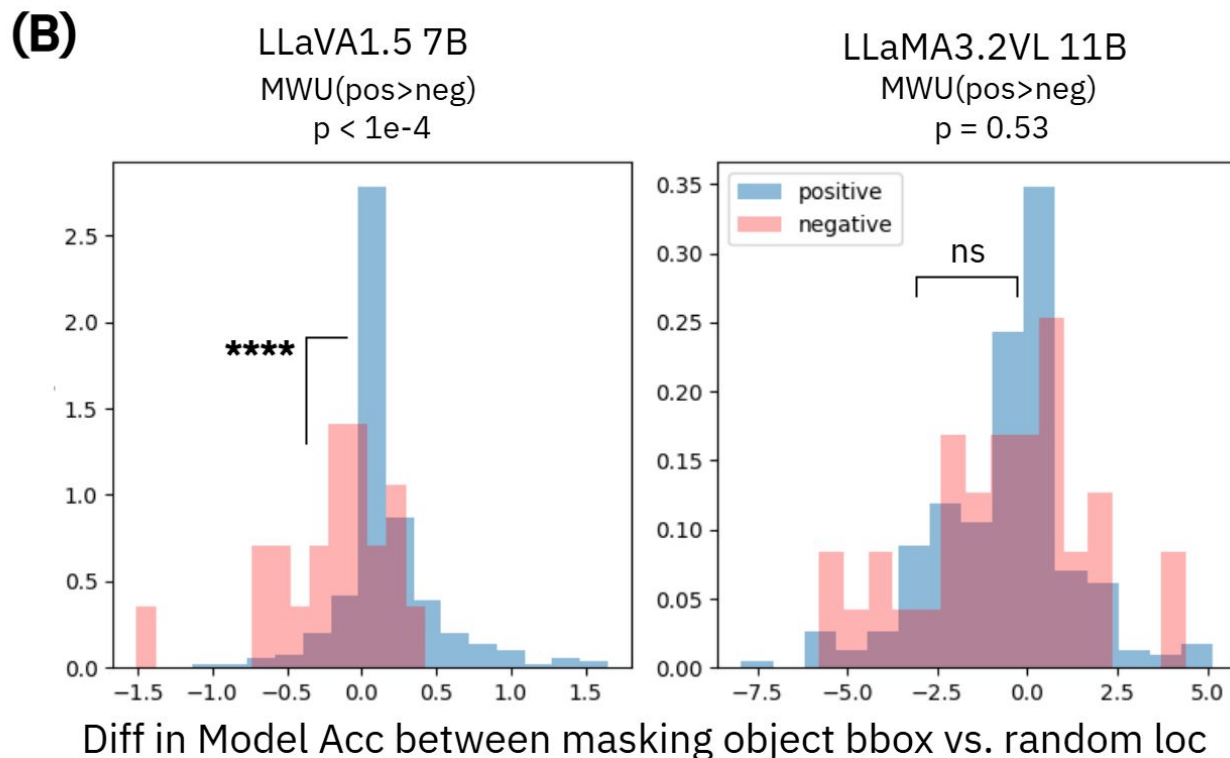 (B)
LLaVA1.5 7B
MWU(pos>neg)
p < 1e-4
2.5
2.0
1.5
1.0
0.5
0.0
****
−1.5 −1.0 −0.5 0.0 0.5 1.0 1.5
LLaMA3.2VL 11B
MWU(pos>neg)
p = 0.53
positive
negative
ns
0.35
0.30
0.25
0.20
0.15
0.10
0.05
0.00
−7.5 −5.0 −2.5 0.0 2.5 5.0
Diff in Model Acc between masking object bbox vs. random loc